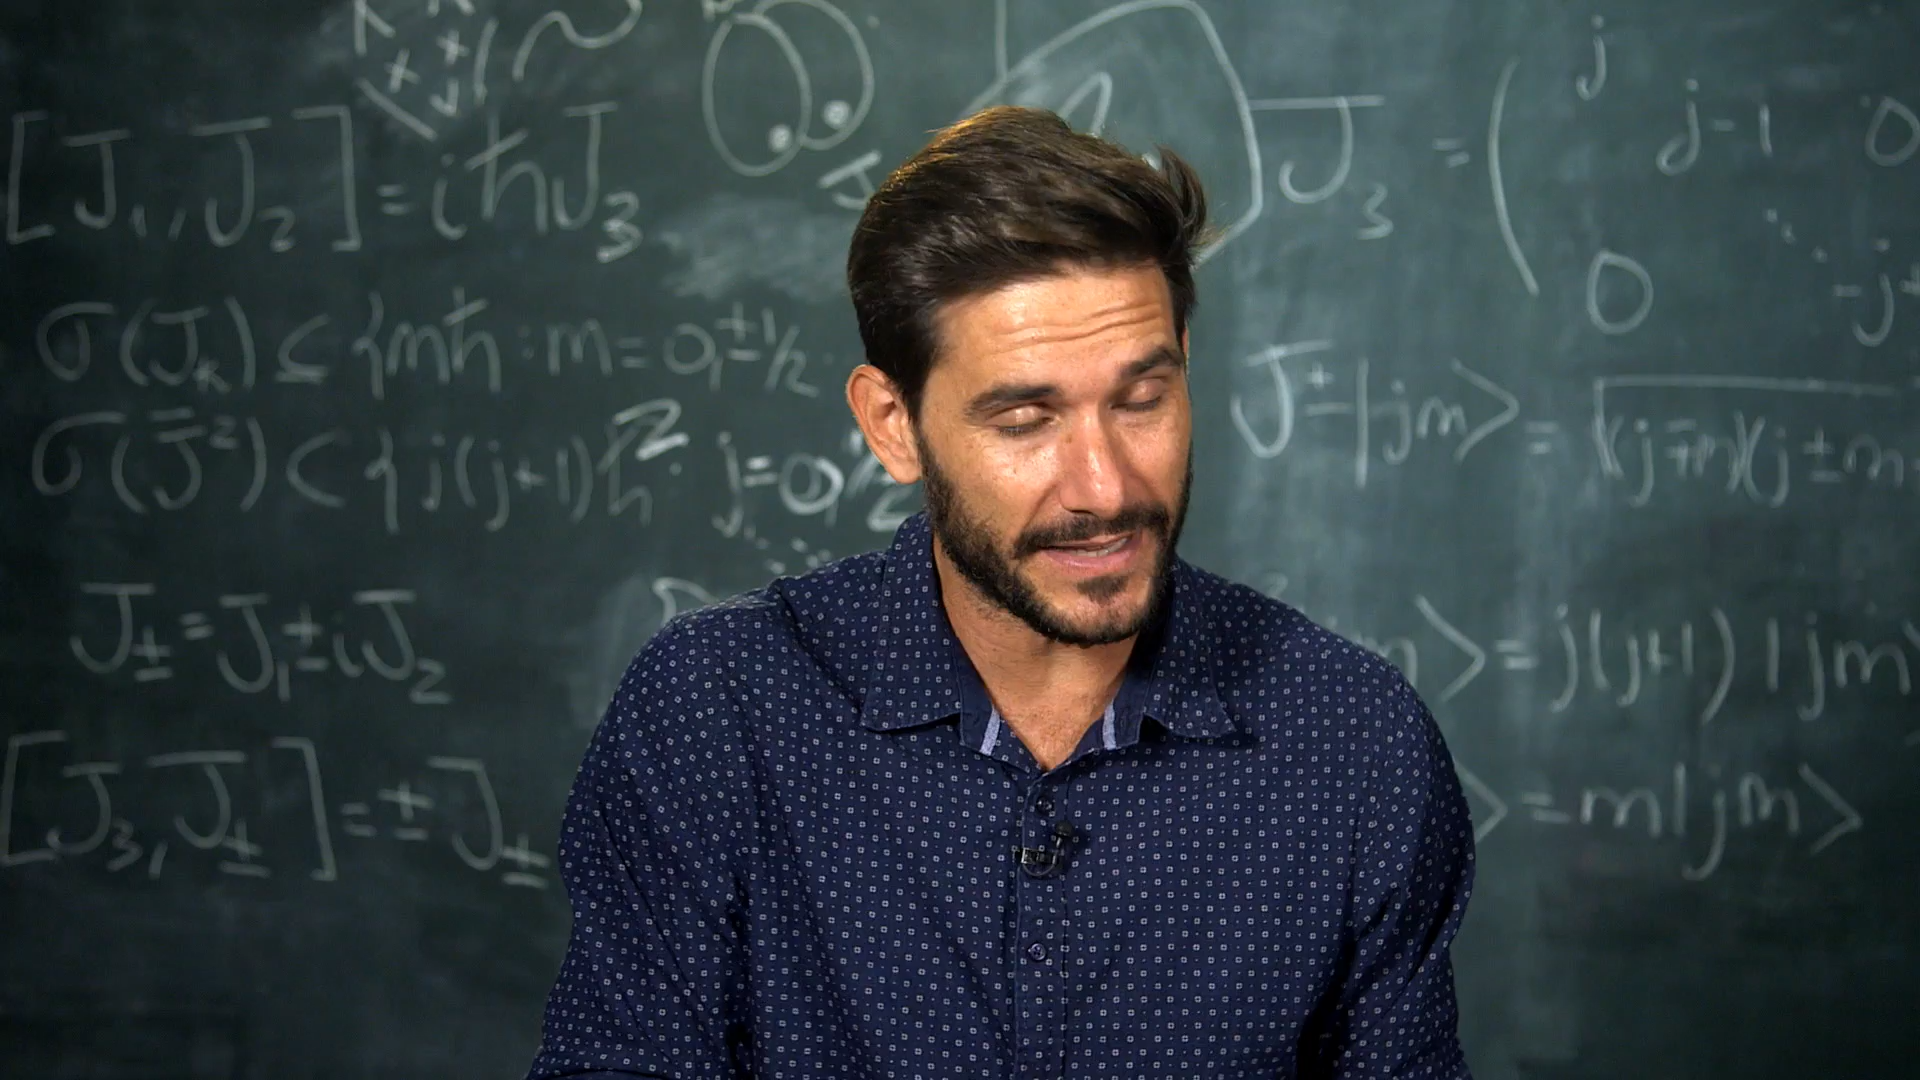 [J₁, J₂] = iħJ₃
J₃ = ( j
j-1 0
0
-j
σ(Jₖ) ⊆ {mħ : m = 0, ±1/2
σ(J̿²) ⊂ {j(j+1)ħ² : j = 0, 1/2
J±|jm> = √(j∓m)(j±m
J± = J₁ ± iJ₂
m> = j(j+1)|jm>
[J₃, J±] = ±J±
> = m|jm>